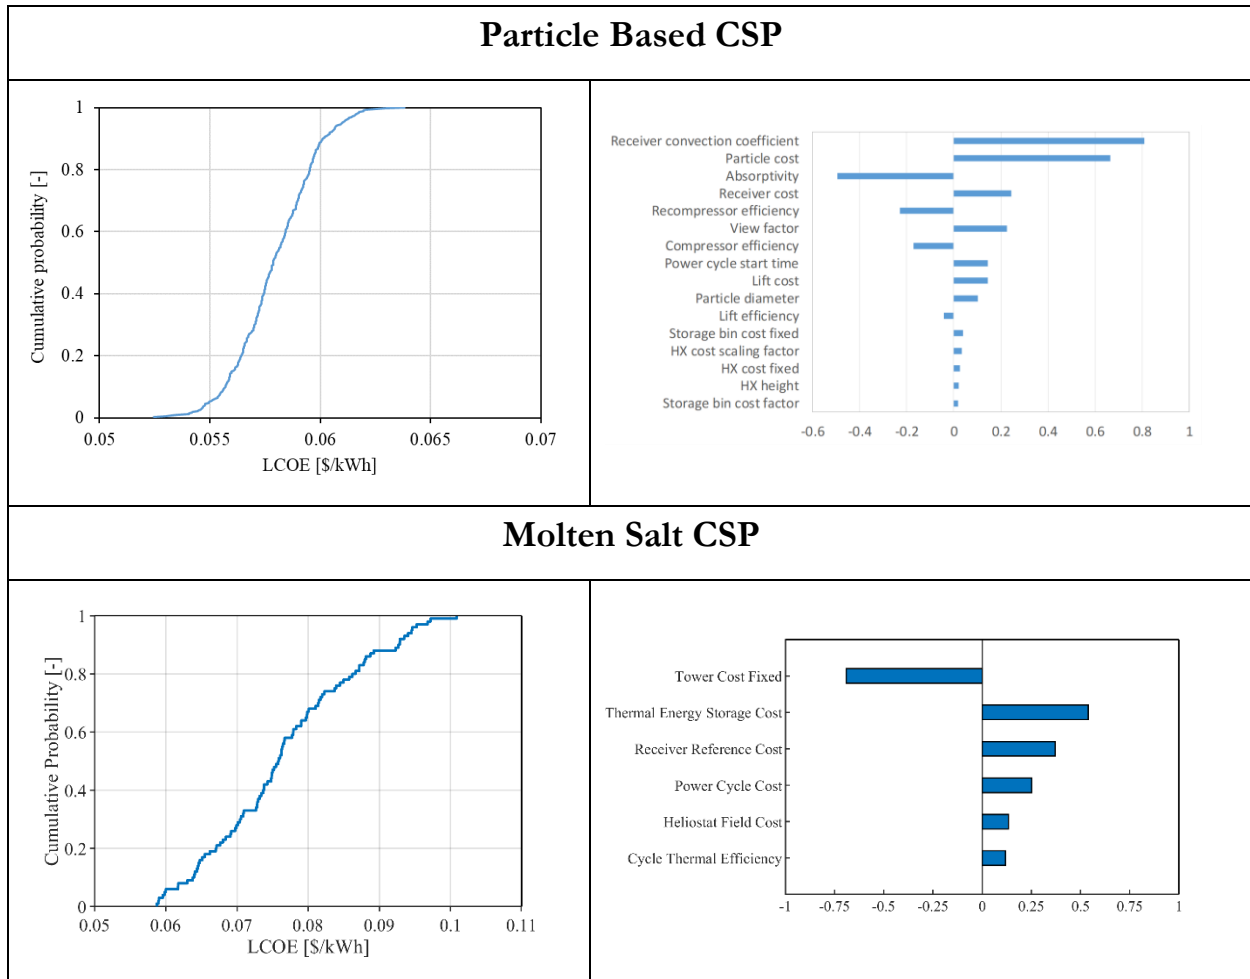 Particle Based CSP
1
0.8
0.6
0.4
0.2
0
Cumulative probability [-]
0.05 0.055 0.06 0.065 0.07
LCOE [$/kWh]
Receiver convection coefficient
Particle cost
Absorptivity
Receiver cost
Recompressor efficiency
View factor
Compressor efficiency
Power cycle start time
Lift cost
Particle diameter
Lift efficiency
Storage bin cost fixed
HX cost scaling factor
HX cost fixed
HX height
Storage bin cost factor
-0.6 -0.4 -0.2 0 0.2 0.4 0.6 0.8 1
Molten Salt CSP
1
0.8
0.6
0.4
0.2
0
Cumulative Probability [-]
0.05 0.06 0.07 0.08 0.09 0.1 0.11
LCOE [$/kWh]
Tower Cost Fixed
Thermal Energy Storage Cost
Receiver Reference Cost
Power Cycle Cost
Heliostat Field Cost
Cycle Thermal Efficiency
-1 -0.75 -0.5 -0.25 0 0.25 0.5 0.75 1